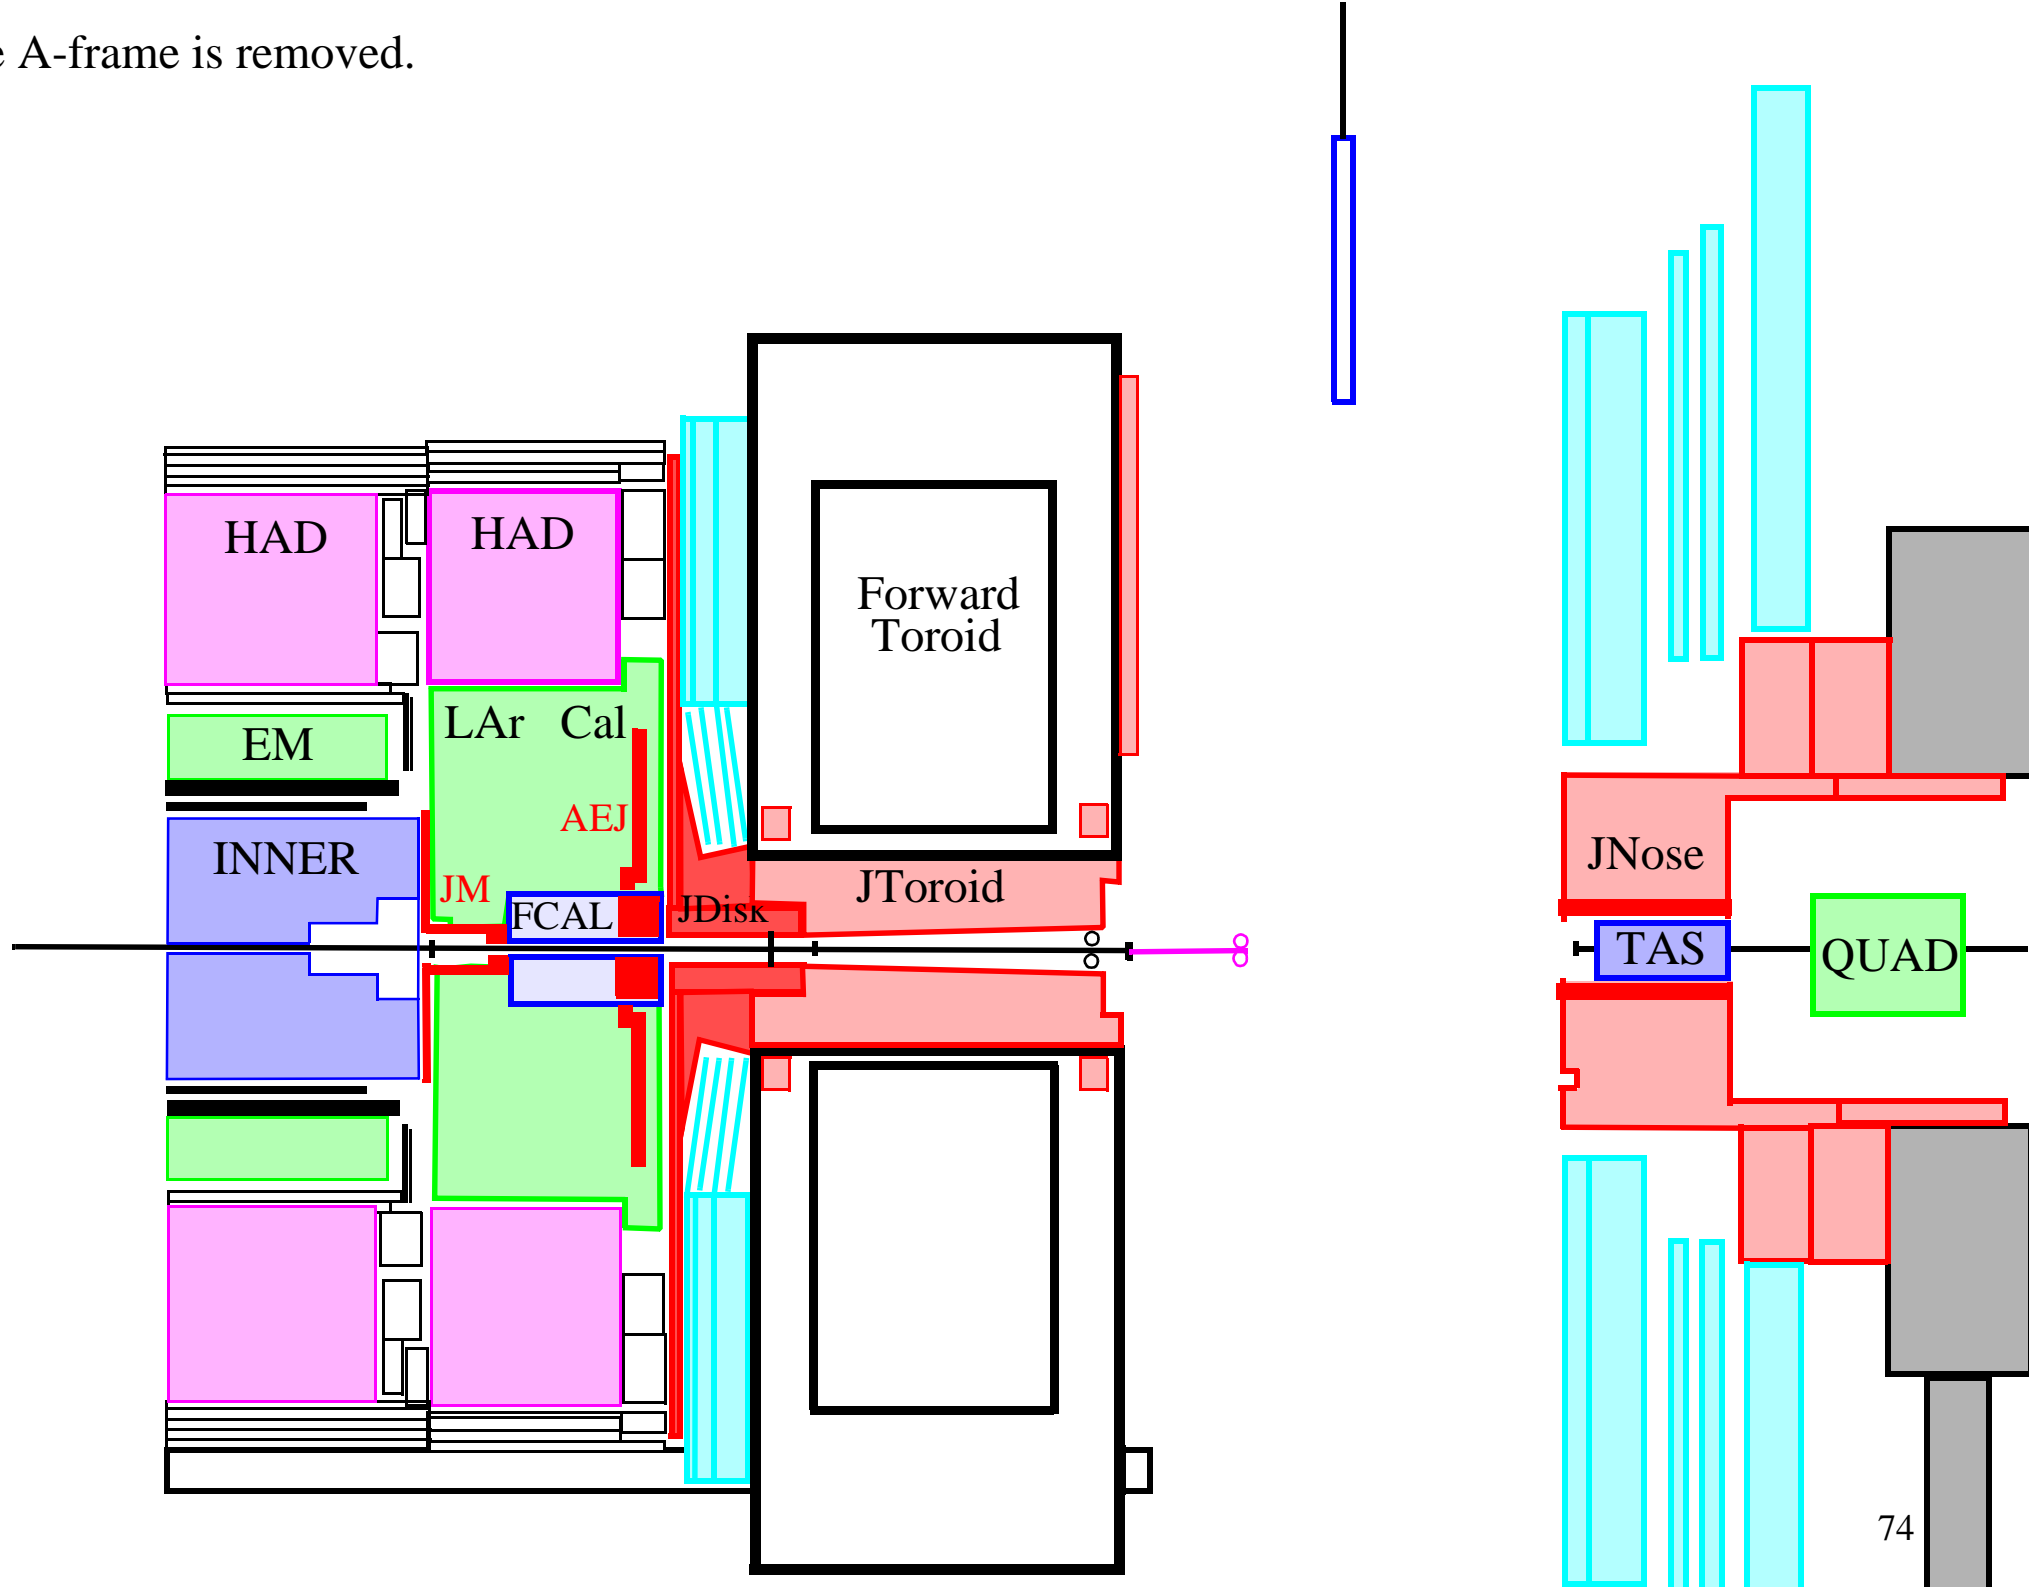 e A-frame is removed.
HAD
HAD
Forward
Toroid
LAr Cal
EM
AEJ
INNER
JM
FCAL
JDisk
JToroid
JNose
TAS
QUAD
74